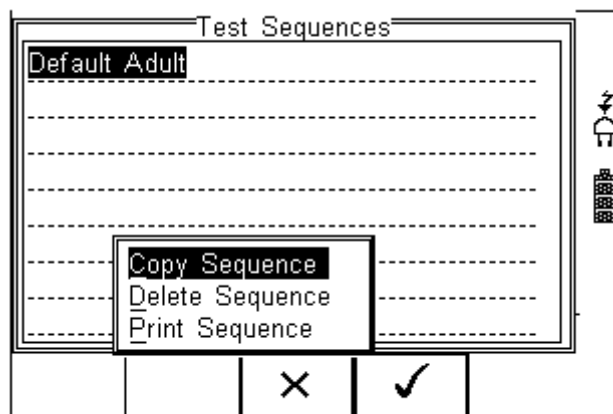 Test Sequences
Default Adult
Copy Sequence
Delete Sequence
Print Sequence